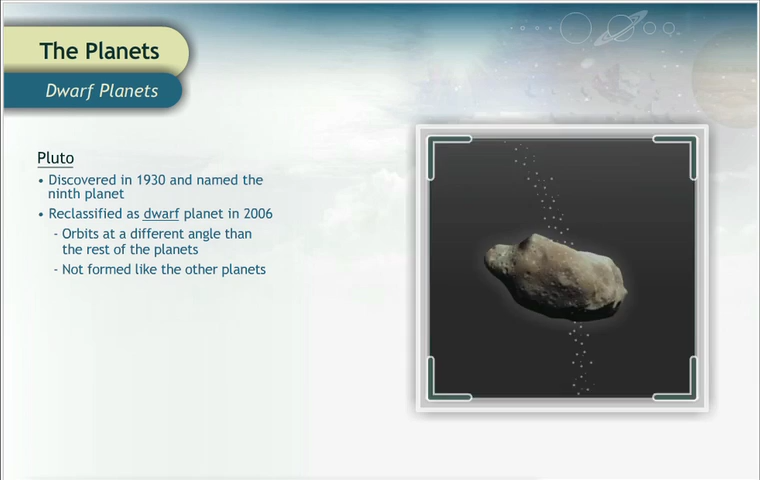 The Planets
Dwarf Planets
Pluto
• Discovered in 1930 and named the
ninth planet
• Reclassified as dwarf planet in 2006
- Orbits at a different angle than
the rest of the planets
- Not formed like the other planets